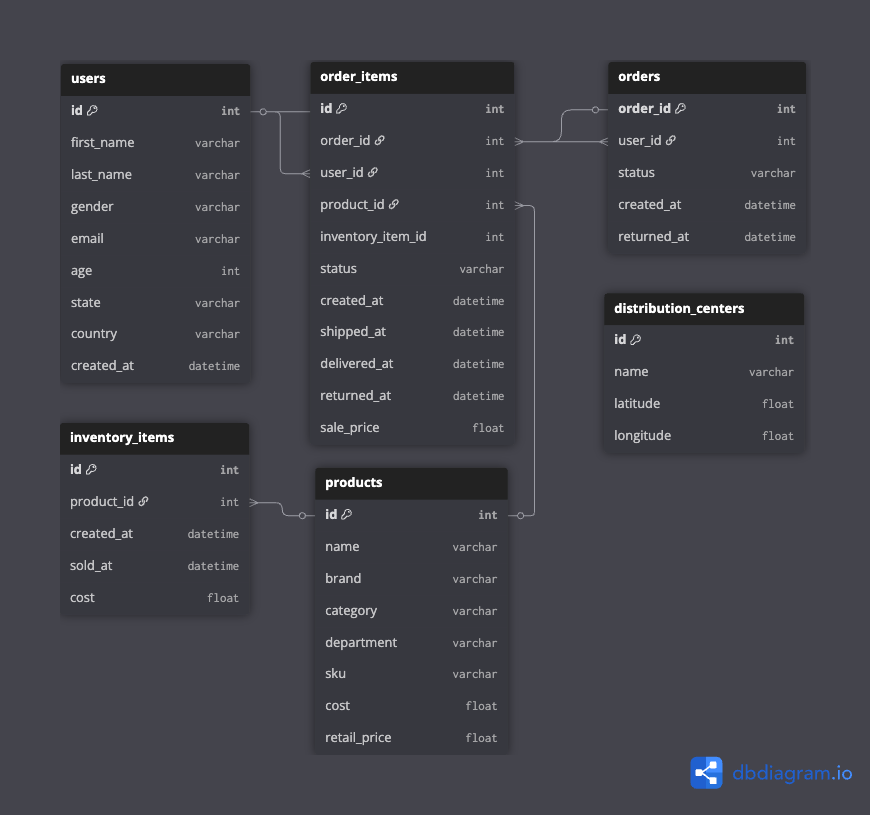 users
id int
first_name varchar
last_name varchar
gender varchar
email varchar
age int
state varchar
country varchar
created_at datetime
order_items
id int
order_id int
user_id int
product_id int
inventory_item_id int
status varchar
created_at datetime
shipped_at datetime
delivered_at datetime
returned_at datetime
sale_price float
orders
order_id int
user_id int
status varchar
created_at datetime
returned_at datetime
distribution_centers
id int
name varchar
latitude float
longitude float
inventory_items
id int
product_id int
created_at datetime
sold_at datetime
cost float
products
id int
name varchar
brand varchar
category varchar
department varchar
sku varchar
cost float
retail_price float
dbdiagram.io